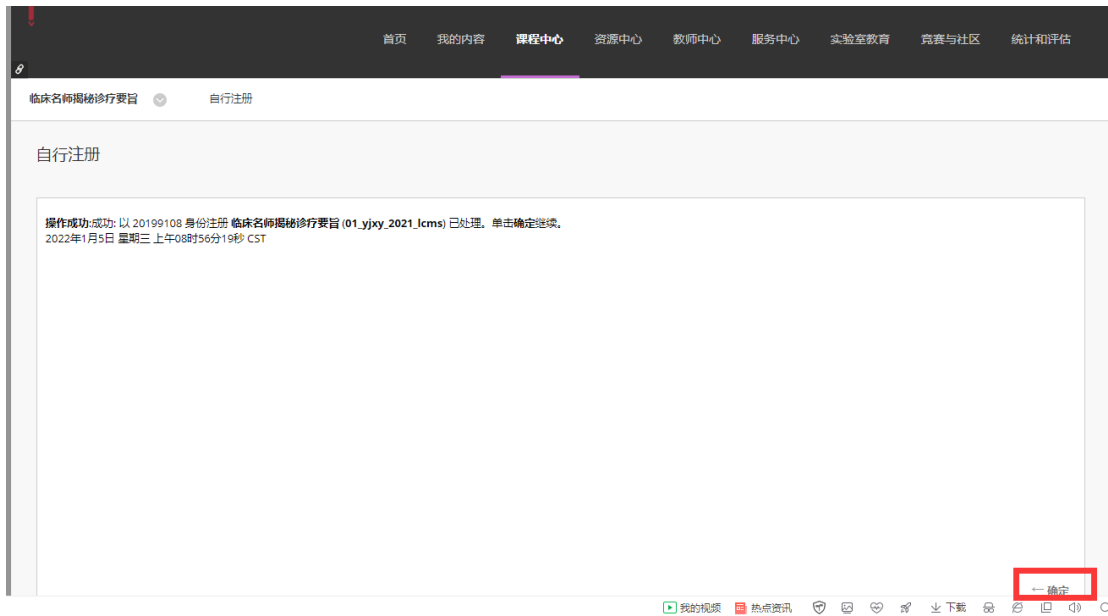 首页 我的内容 课程中心 资源中心 教师中心 服务中心 实验室教育 竞赛与社区 统计和评估
临床名师揭秘诊疗要旨 自行注册
自行注册
操作成功:成功: 以 20199108 身份注册 临床名师揭秘诊疗要旨 (01_yjxy_2021_lcms) 已处理。单击确定继续。
2022年1月5日 星期三 上午08时56分19秒 CST
← 确定
我的视频 热点资讯 下载